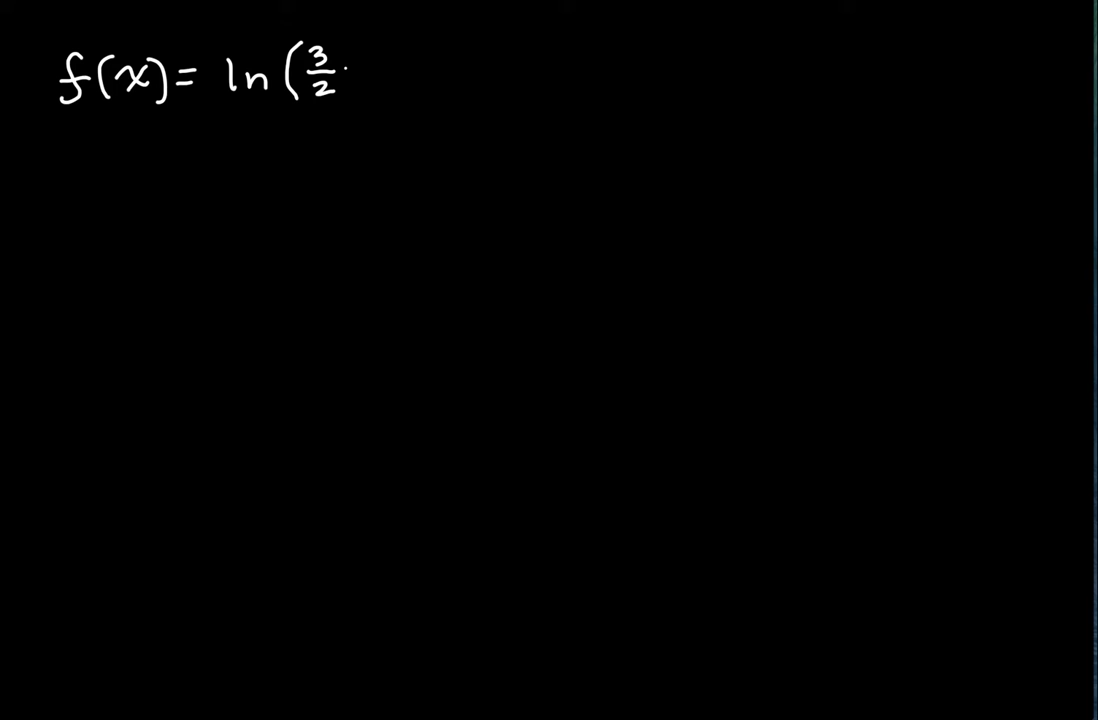 f(x) = ln (3/2